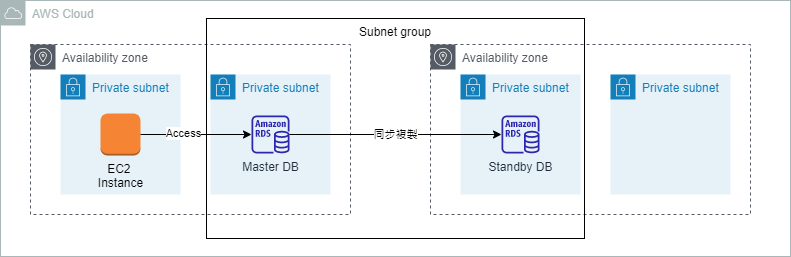 AWS Cloud
Subnet group
Availability zone
Availability zone
Private subnet
Private subnet
Private subnet
Private subnet
Amazon
RDS
Amazon
RDS
Access
同步複製
EC2
Instance
Master DB
Standby DB